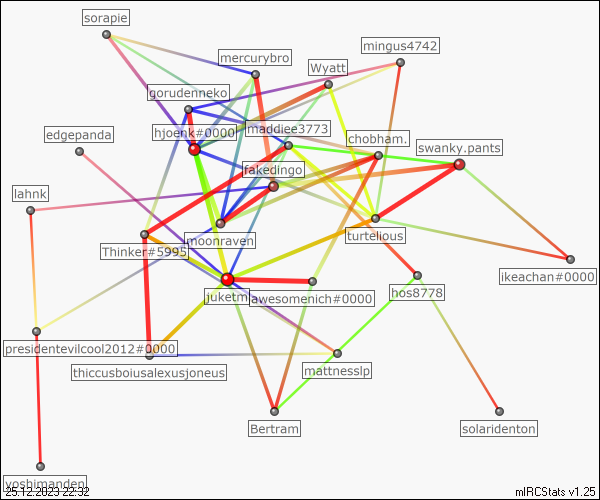 sorapie
mingus4742
mercurybro
Wyatt
gorudenneko
edgepanda
hjoenk#0000
maddiee3773
chobham.
swanky.pants
fakedingo
lahnk
moonraven
turtelious
Thinker#5995
ikeachan#0000
juketm
awesomenich#0000
hos8778
presidentevilcool2012#0000
thiccusboiusalexusjoneus
mattnesslp
Bertram
solaridenton
yoshimanden
25.12.2023 22:32
mIRCStats v1.25